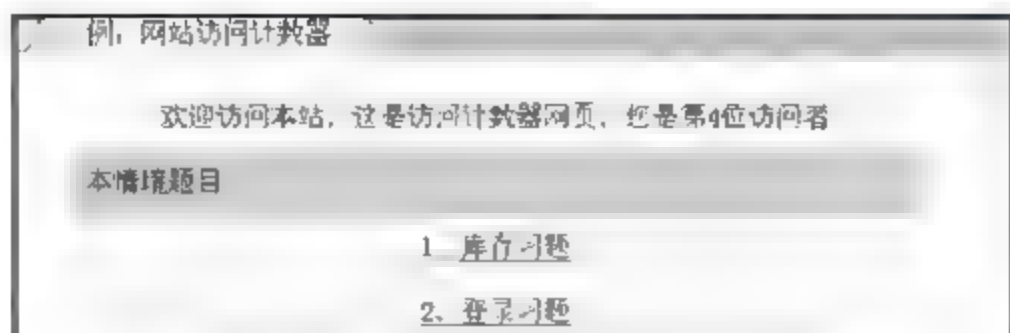 例：网站访问计数器
欢迎访问本站，这是访问计数器网页，您是第4位访问者
本情境题目
1、库存问题
2、登录问题